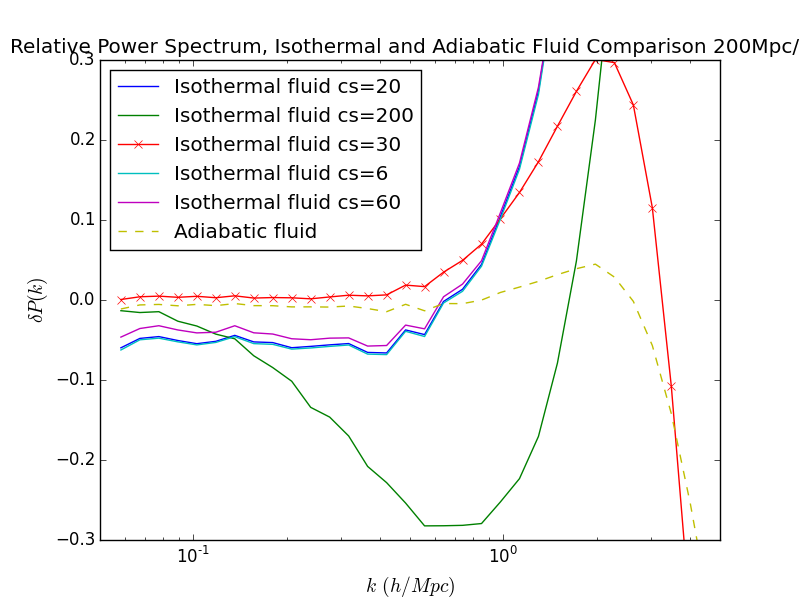 Relative Power Spectrum, Isothermal and Adiabatic Fluid Comparison 200Mpc/
0.3
0.2
0.1
0.0
−0.1
−0.2
−0.3
δP(k)
Isothermal fluid cs=20
Isothermal fluid cs=200
Isothermal fluid cs=30
Isothermal fluid cs=6
Isothermal fluid cs=60
Adiabatic fluid
10⁻¹
10⁰
k (h/Mpc)